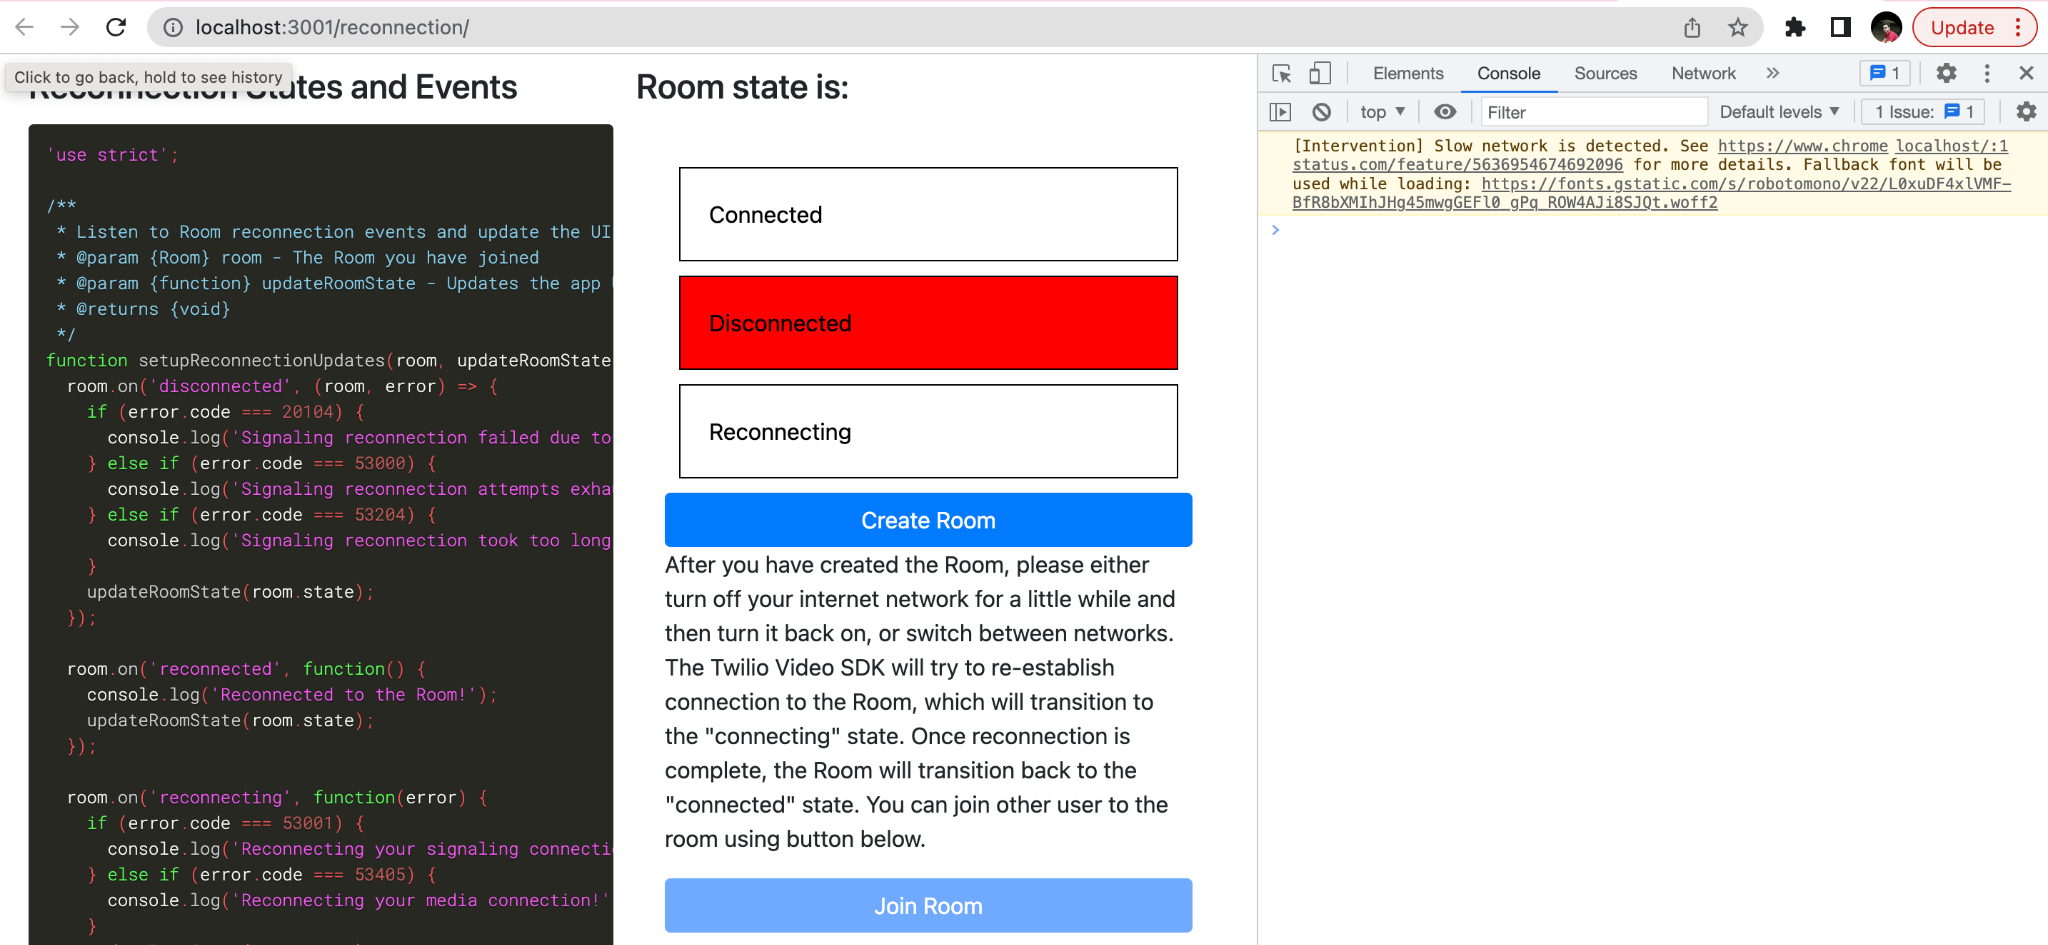 localhost:3001/reconnection/
Update
Click to go back, hold to see history
Reconnection States and Events
'use strict';
/**
* Listen to Room reconnection events and update the UI
* @param {Room} room - The Room you have joined
* @param {function} updateRoomState - Updates the app
* @returns {void}
*/
function setupReconnectionUpdates(room, updateRoomState
room.on('disconnected', (room, error) => {
if (error.code === 20104) {
console.log('Signaling reconnection failed due to
} else if (error.code === 53000) {
console.log('Signaling reconnection attempts exha
} else if (error.code === 53204) {
console.log('Signaling reconnection took too long
}
updateRoomState(room.state);
});
room.on('reconnected', function() {
console.log('Reconnected to the Room!');
updateRoomState(room.state);
});
room.on('reconnecting', function(error) {
if (error.code === 53001) {
console.log('Reconnecting your signaling connecti
} else if (error.code === 53405) {
console.log('Reconnecting your media connection!'
}
Room state is:
Connected
Disconnected
Reconnecting
Create Room
After you have created the Room, please either
turn off your internet network for a little while and
then turn it back on, or switch between networks.
The Twilio Video SDK will try to re-establish
connection to the Room, which will transition to
the "connecting" state. Once reconnection is
complete, the Room will transition back to the
"connected" state. You can join other user to the
room using button below.
Join Room
Elements Console Sources Network » 1
top Filter Default levels 1 Issue: 1
[Intervention] Slow network is detected. See https://www.chrome localhost/:1
status.com/feature/5636954674692096 for more details. Fallback font will be
used while loading: https://fonts.gstatic.com/s/robotomono/v22/L0xuDF4xlVMF-
BfR8bXMIhJHg45mwgGEFl0_gPq_ROW4AJi8SJQt.woff2